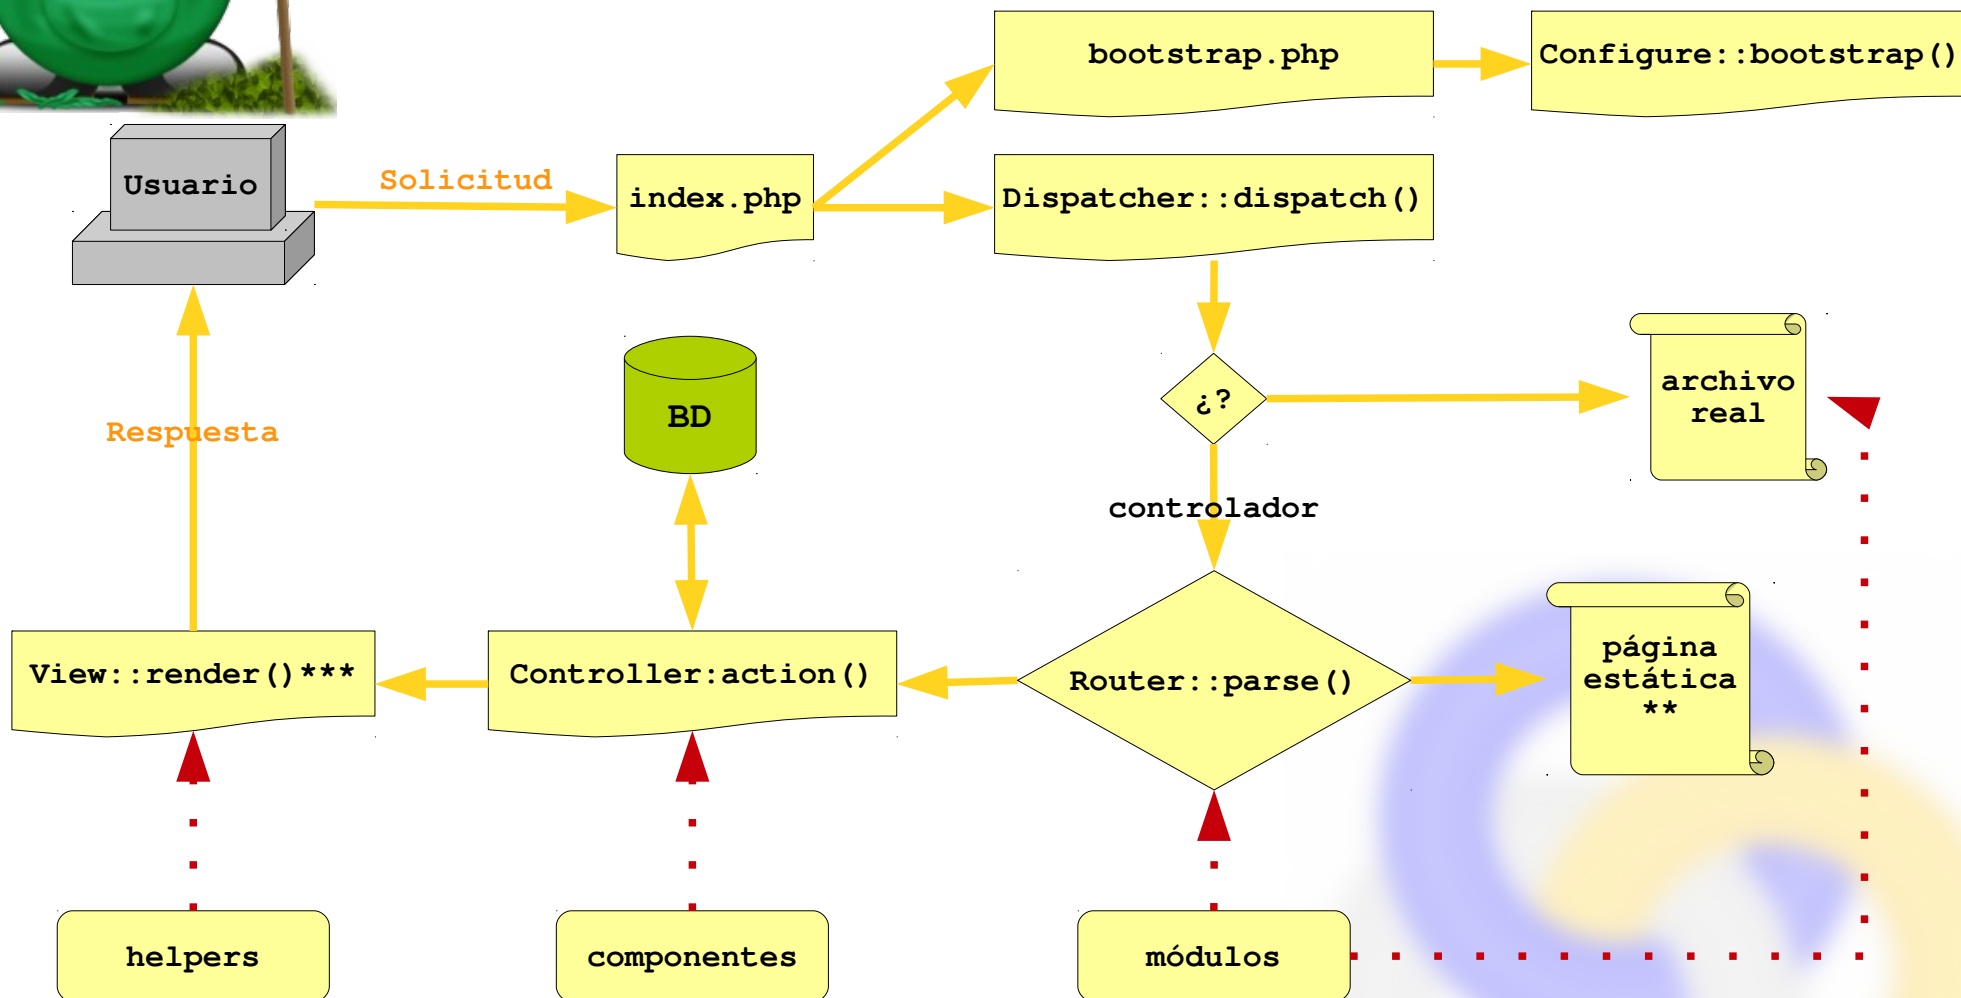 bootstrap.php
Configure::bootstrap()
Usuario
Solicitud
index.php
Dispatcher::dispatch()
¿?
archivo
real
BD
Respuesta
controlador
View::render()***
Controller:action()
Router::parse()
página
estática
**
helpers
componentes
módulos